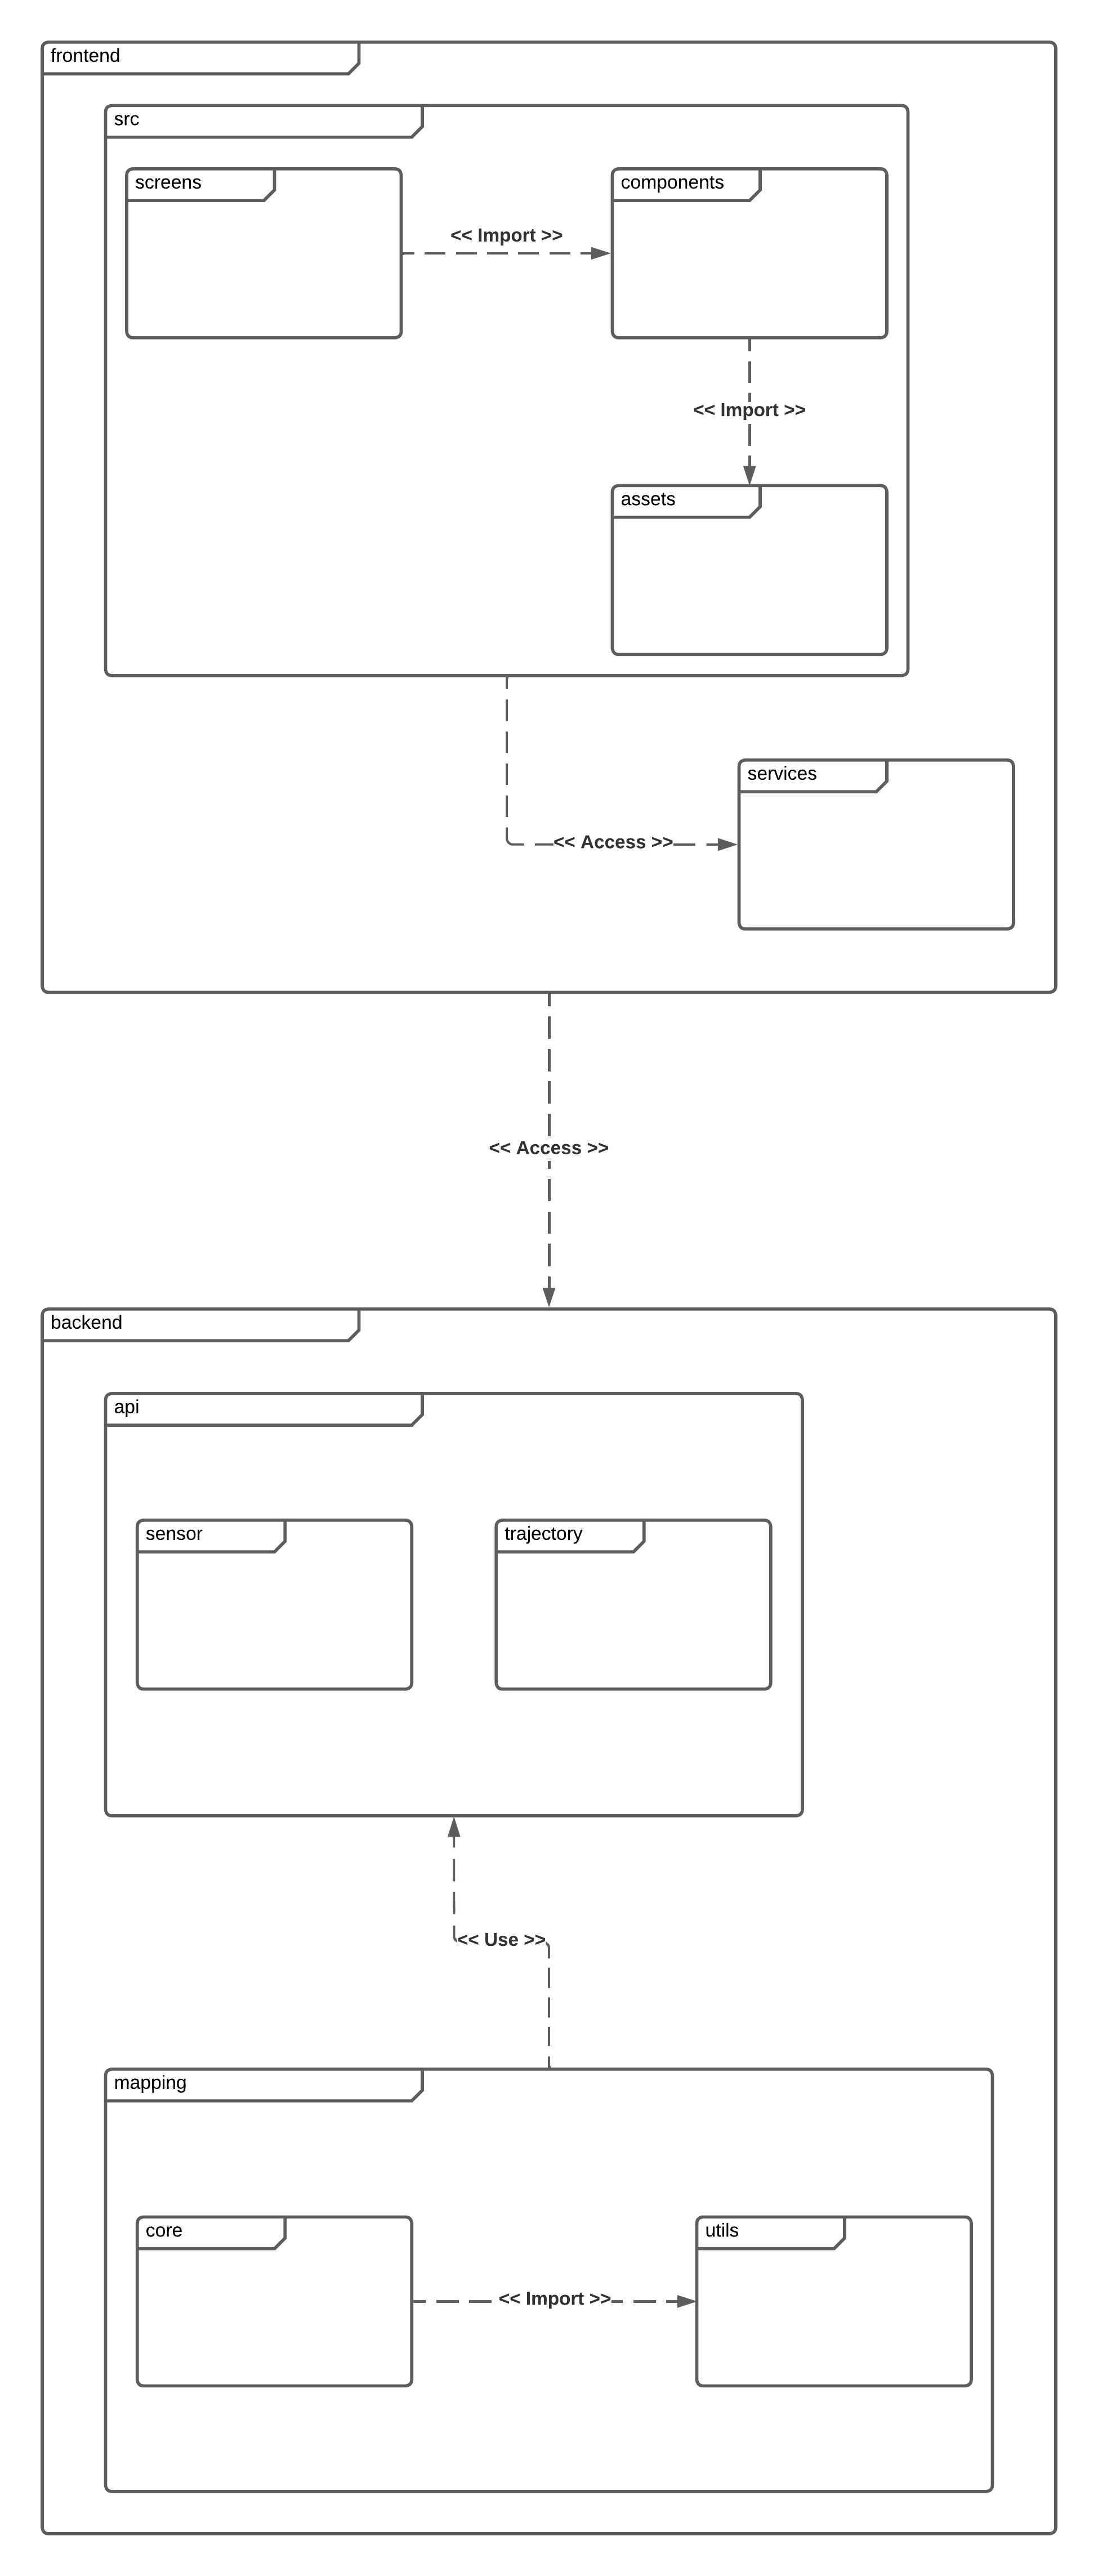 frontend
src
screens
components
<< Import >>
<< Import >>
assets
services
<< Access >>
<< Access >>
backend
api
sensor
trajectory
<< Use >>
mapping
core
utils
<< Import >>